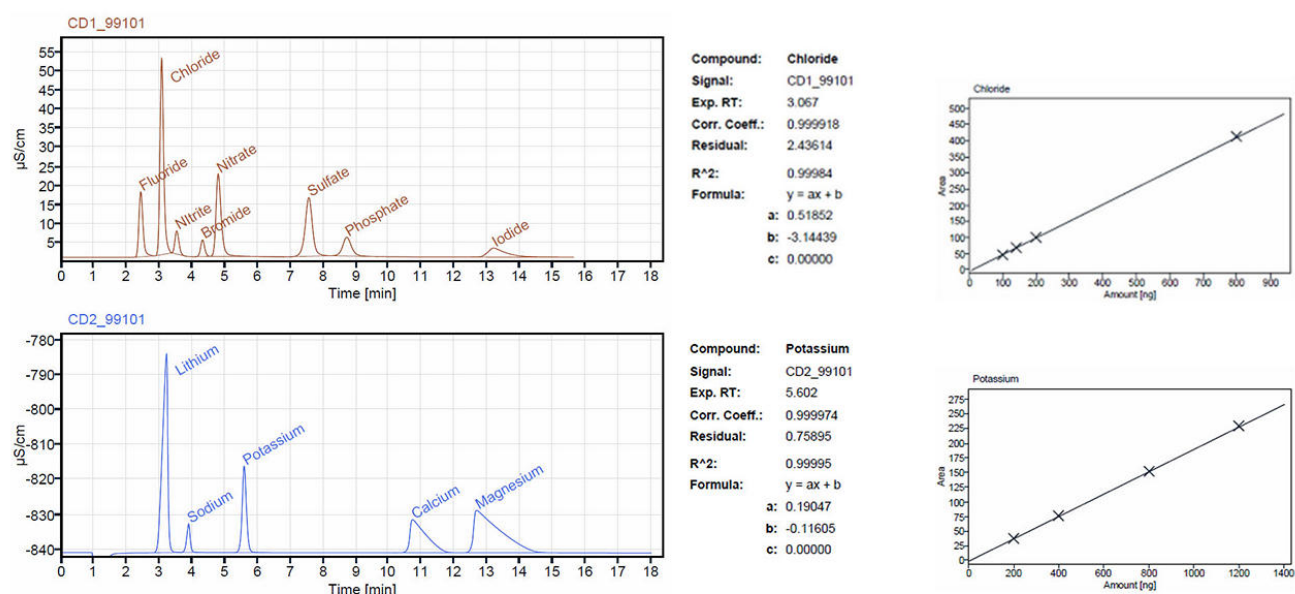 CD1_99101
µS/cm
55
50
45
40
35
30
25
20
15
10
5
Fluoride
Chloride
NItrite
Bromide
Nitrate
Sulfate
Phosphate
Iodide
0 1 2 3 4 5 6 7 8 9 10 11 12 13 14 15 16 17 18
Time [min]
Compound: Chloride
Signal: CD1_99101
Exp. RT: 3.067
Corr. Coeff.: 0.999918
Residual: 2.43614
R^2: 0.99984
Formula: y = ax + b
a: 0.51852
b: -3.14439
c: 0.00000
Chloride
Area
500
450
400
350
300
250
200
150
100
50
0
0 100 200 300 400 500 600 700 800 900
Amount [ng]
CD2_99101
µS/cm
-780
-790
-800
-810
-820
-830
-840
Lithium
Sodium
Potassium
Calcium
Magnesium
0 1 2 3 4 5 6 7 8 9 10 11 12 13 14 15 16 17 18
Time [min]
Compound: Potassium
Signal: CD2_99101
Exp. RT: 5.602
Corr. Coeff.: 0.999974
Residual: 0.75895
R^2: 0.99995
Formula: y = ax + b
a: 0.19047
b: -0.11605
c: 0.00000
Potassium
Area
275
250
225
200
150
125
100
75
50
25
0
0 200 400 600 800 1000 1200 1400
Amount [ng]